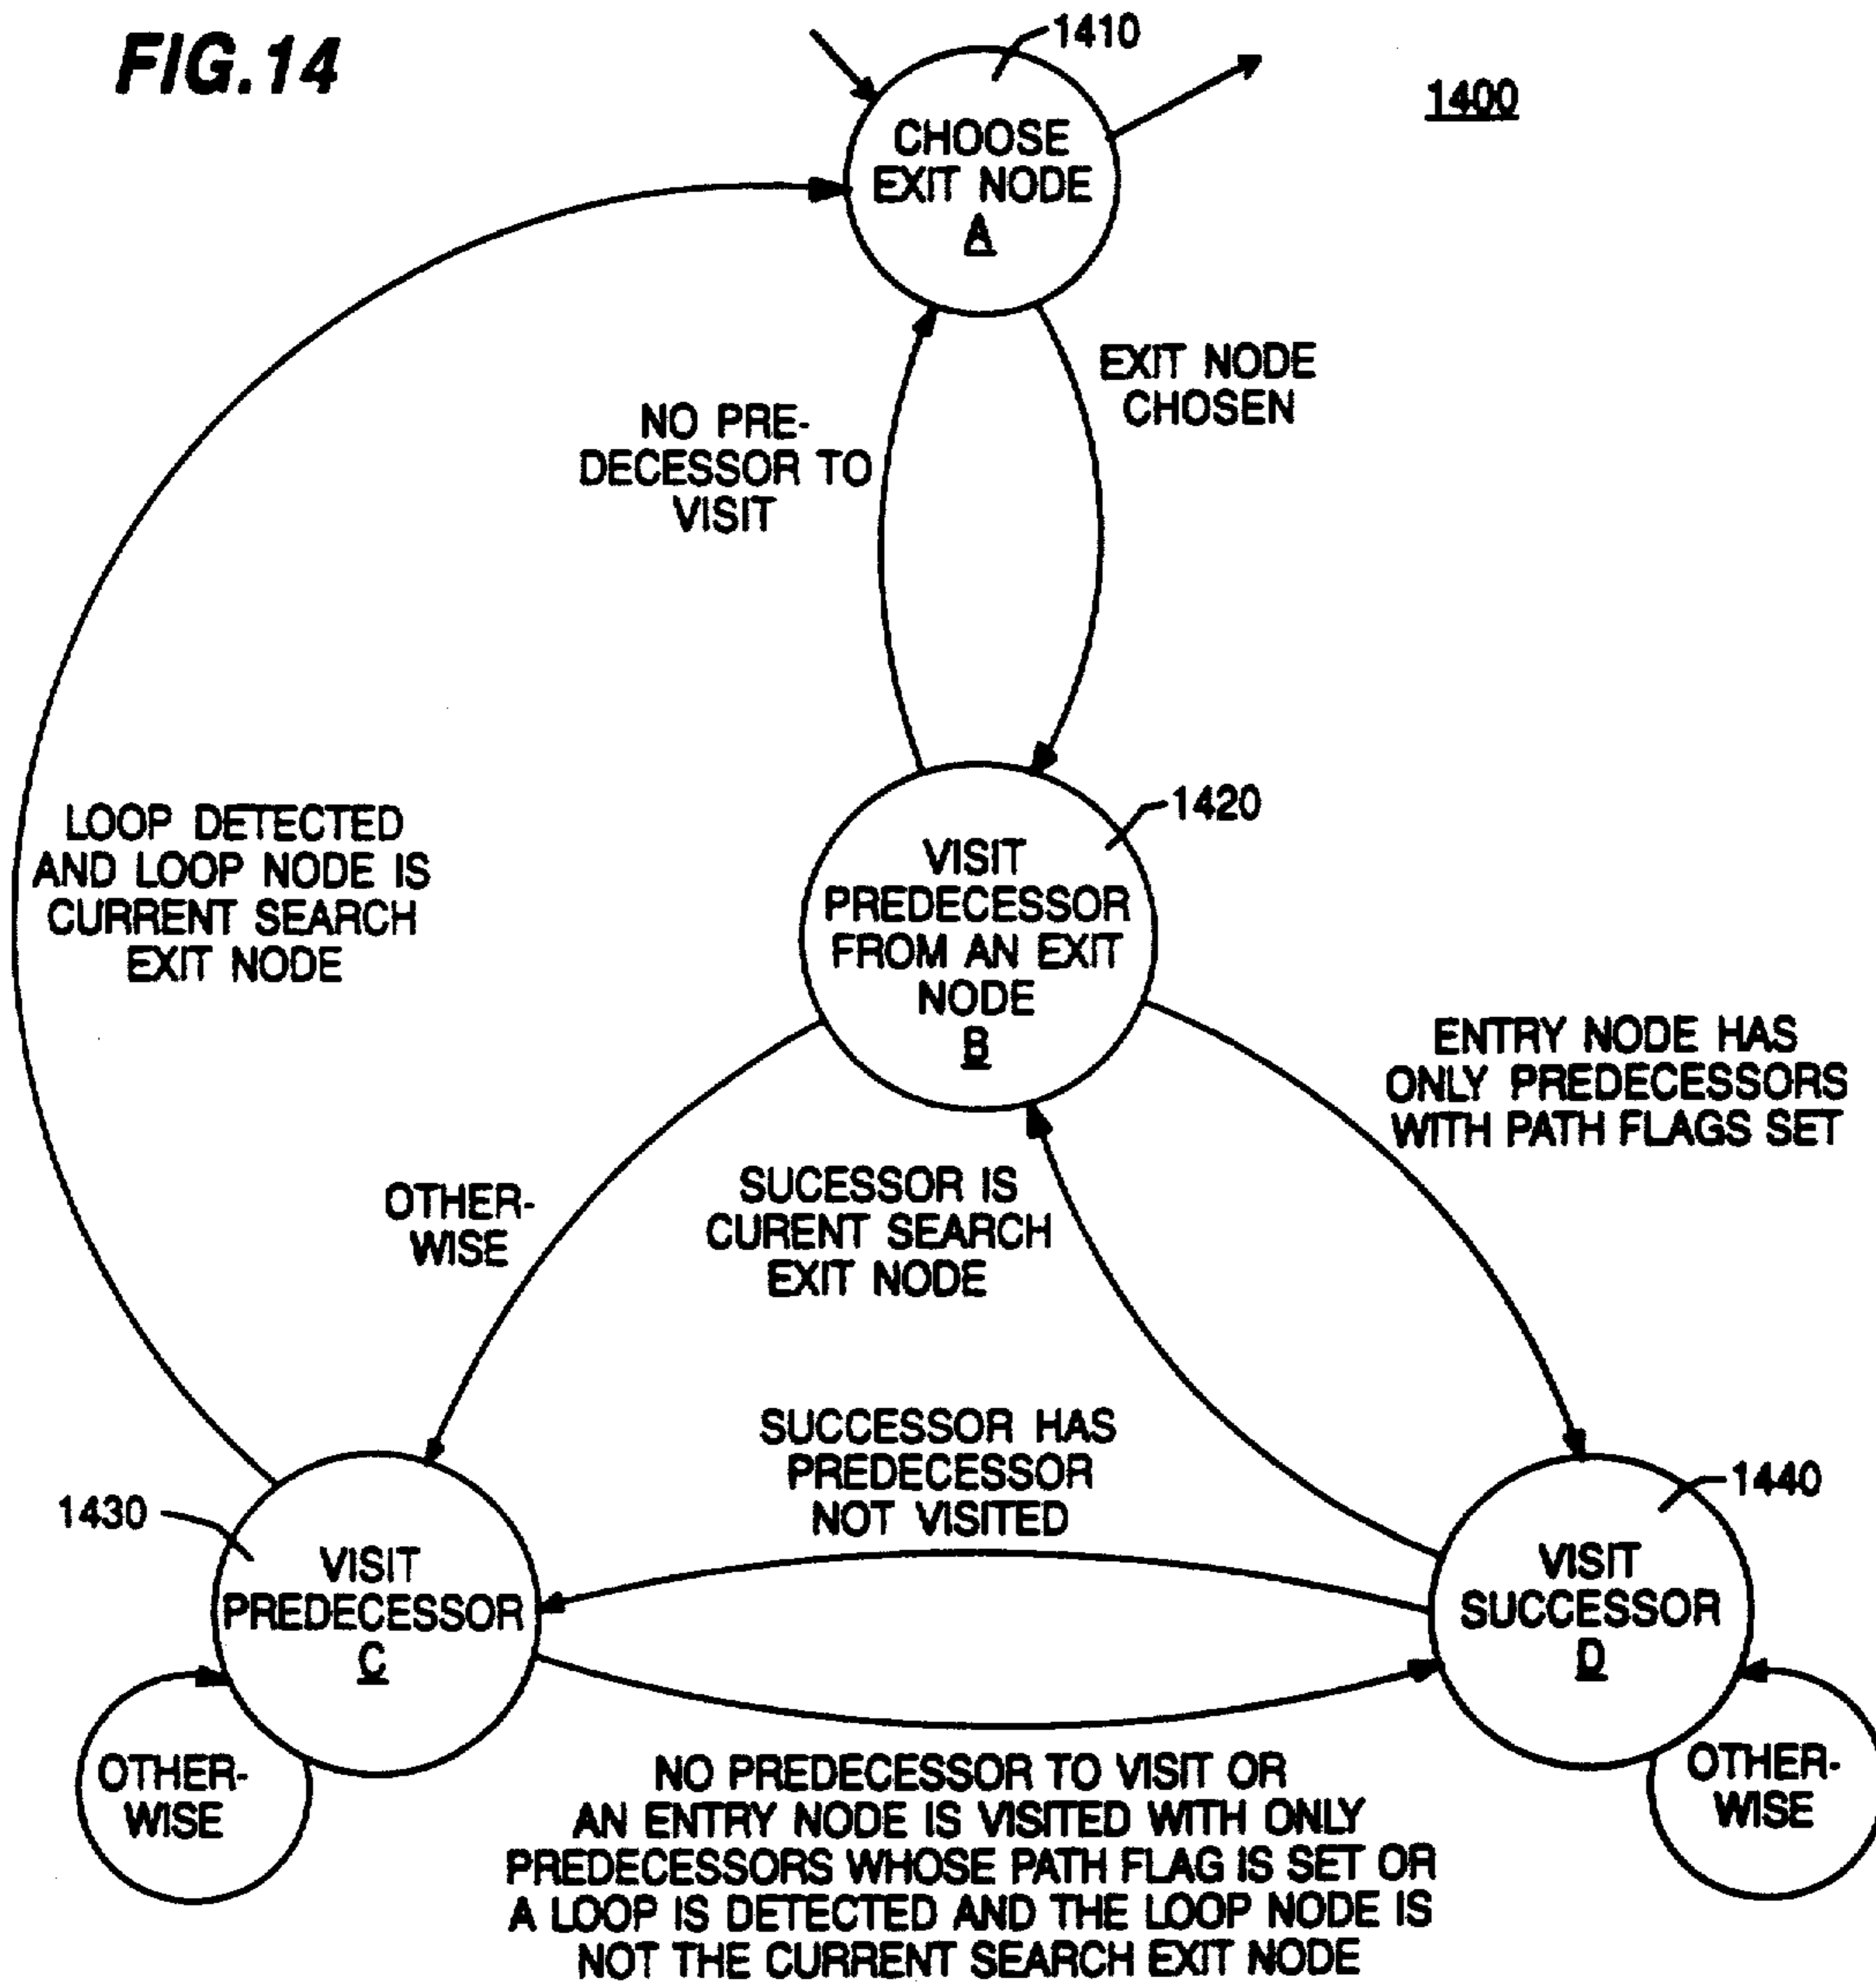 FIG.14
1410
1400
CHOOSE
EXIT NODE
A
EXIT NODE
CHOSEN
NO PRE-
DECESSOR TO
VISIT
1420
LOOP DETECTED
AND LOOP NODE IS
CURRENT SEARCH
EXIT NODE
VISIT
PREDECESSOR
FROM AN EXIT
NODE
B
ENTRY NODE HAS
ONLY PREDECESSORS
WITH PATH FLAGS SET
OTHER-
WISE
SUCESSOR IS
CURENT SEARCH
EXIT NODE
SUCCESSOR HAS
PREDECESSOR
NOT VISITED
1430
1440
VISIT
PREDECESSOR
C
VISIT
SUCCESSOR
D
OTHER-
WISE
OTHER-
WISE
NO PREDECESSOR TO VISIT OR
AN ENTRY NODE IS VISITED WITH ONLY
PREDECESSORS WHOSE PATH FLAG IS SET OR
A LOOP IS DETECTED AND THE LOOP NODE IS
NOT THE CURRENT SEARCH EXIT NODE